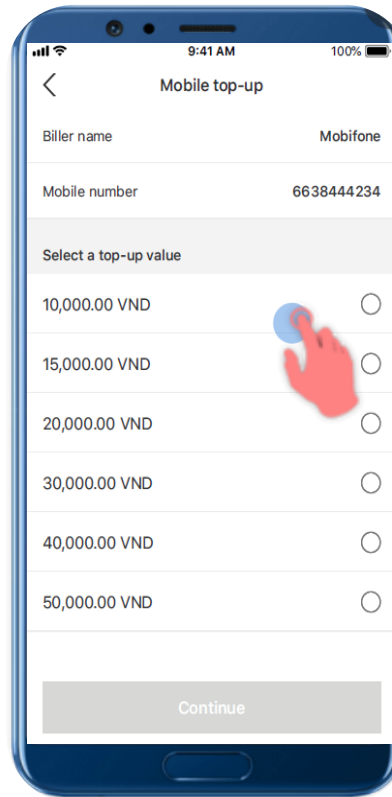 9:41 AM 100%
Mobile top-up
Biller name Mobifone
Mobile number 6638444234
Select a top-up value
10,000.00 VND
15,000.00 VND
20,000.00 VND
30,000.00 VND
40,000.00 VND
50,000.00 VND
Continue